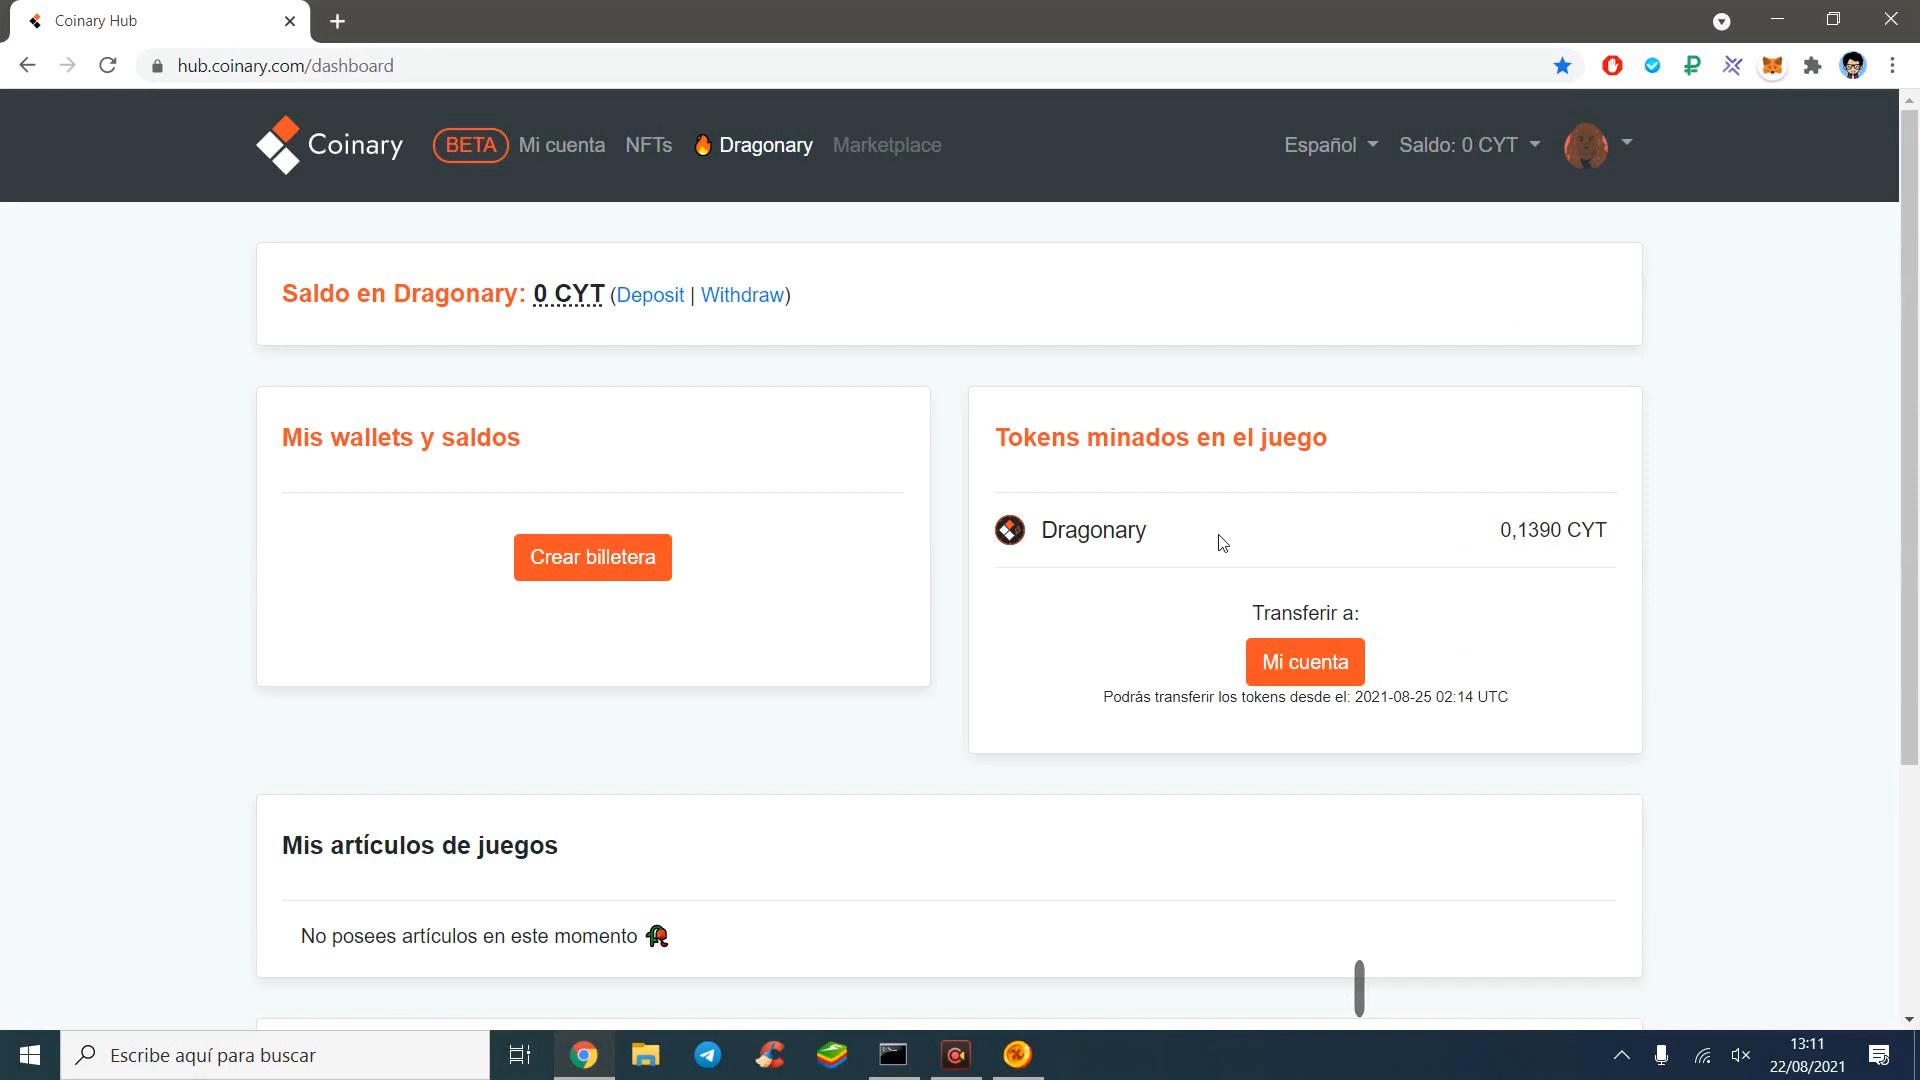 Coinary Hub
hub.coinary.com/dashboard
Coinary
BETA
Mi cuenta
NFTs
Dragonary
Marketplace
Español
Saldo: 0 CYT
Saldo en Dragonary: 0 CYT (Deposit | Withdraw)
Mis wallets y saldos
Crear billetera
Tokens minados en el juego
Dragonary
0,1390 CYT
Transferir a:
Mi cuenta
Podrás transferir los tokens desde el: 2021-08-25 02:14 UTC
Mis artículos de juegos
No posees artículos en este momento
Escribe aquí para buscar
13:11
22/08/2021